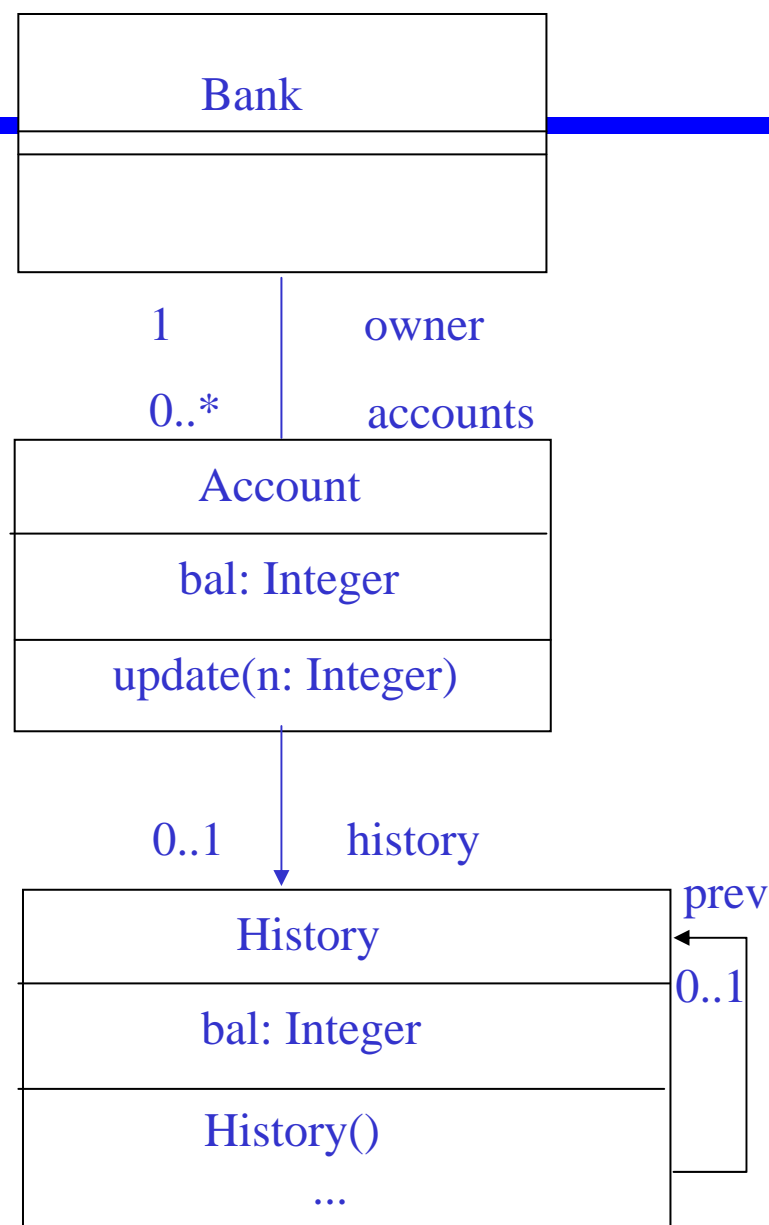 Bank
1 owner
0..* accounts
Account
bal: Integer
update(n: Integer)
0..1 history
prev
History
0..1
bal: Integer
History()
...